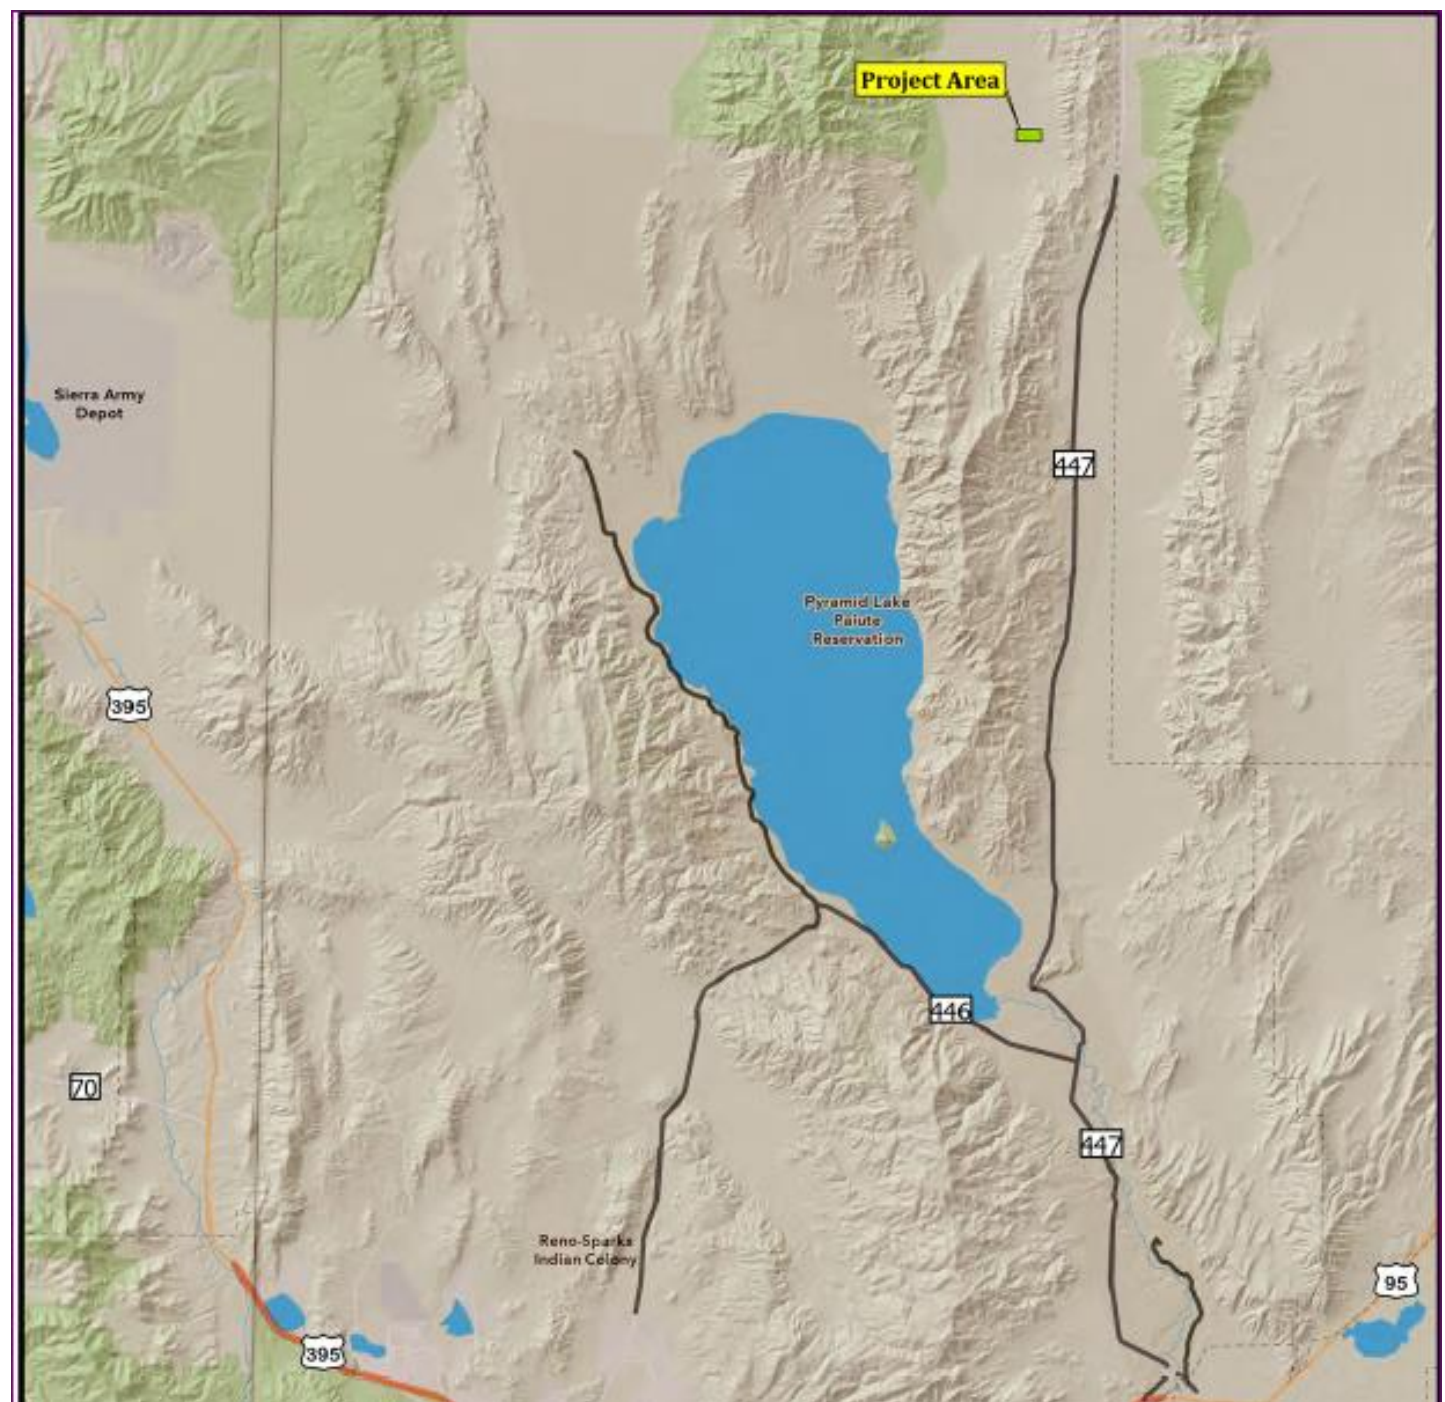 Project Area
Sierra Army
Depot
447
Pyramid Lake
Paiute
Reservation
395
446
70
447
Reno-Sparks
Indian Colony
95
395